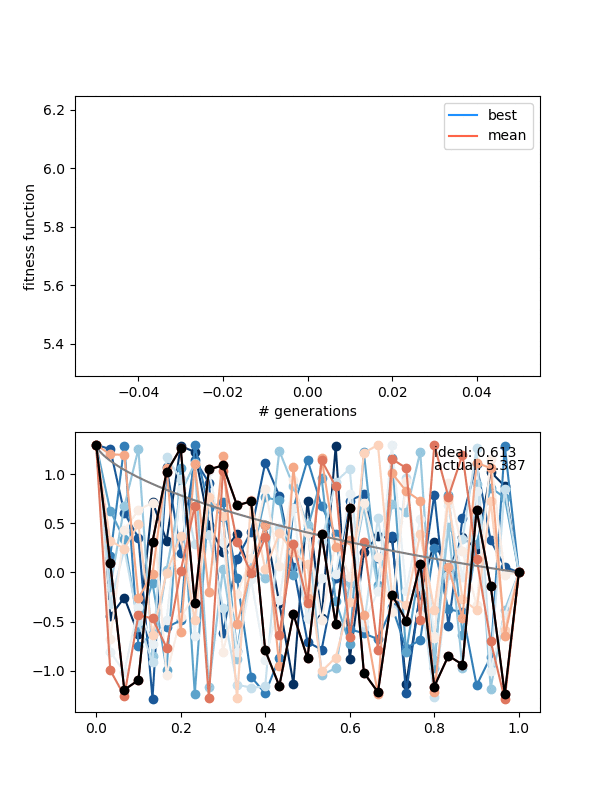 6.2
6.0
5.8
5.6
5.4
fitness function
best
mean
−0.04 −0.02 0.00 0.02 0.04
# generations
ideal: 0.613
actual: 5.387
1.0
0.5
0.0
−0.5
−1.0
0.0 0.2 0.4 0.6 0.8 1.0